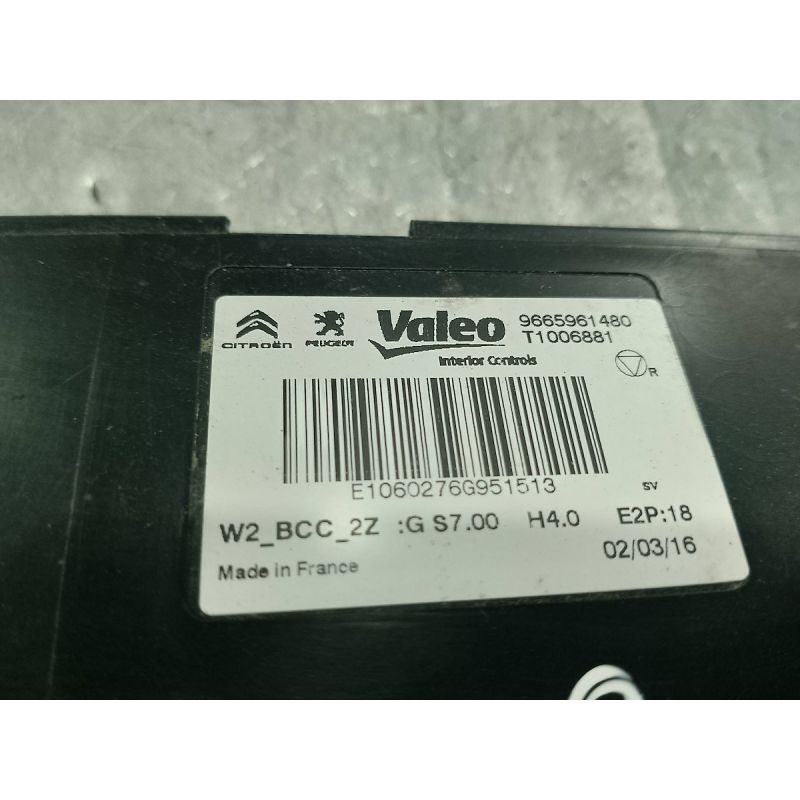 CITROËN PEUGEOT Valeo 9665961480
T1006881
Interior Controls
R
E1060276G951513
SV
W2_BCC_2Z :G S7.00 H4.0 E2P:18
Made in France 02/03/16